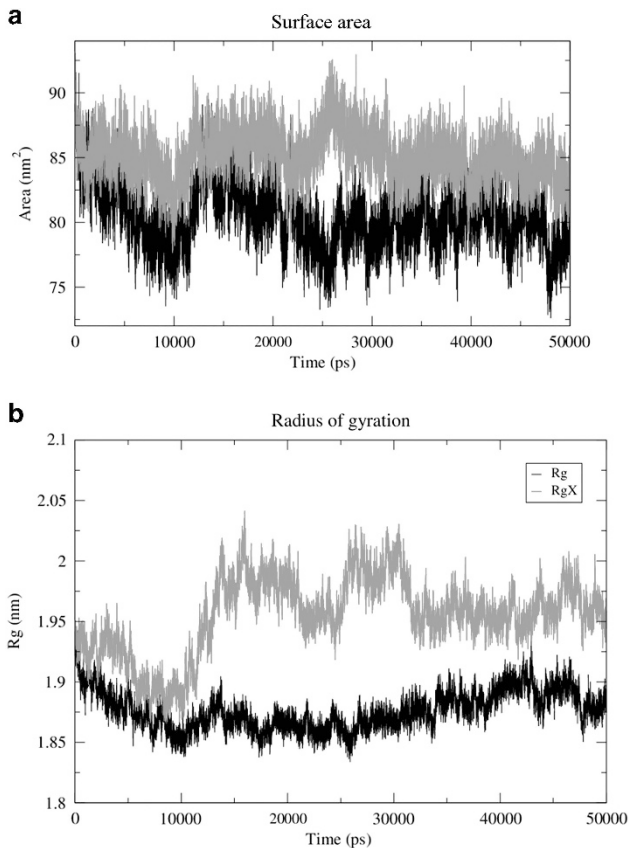 a
Surface area
90
85
80
75
Area (nm²)
0 10000 20000 30000 40000 50000
Time (ps)
b
Radius of gyration
2.1
2.05
2
1.95
1.9
1.85
1.8
Rg (nm)
Rg
RgX
0 10000 20000 30000 40000 50000
Time (ps)